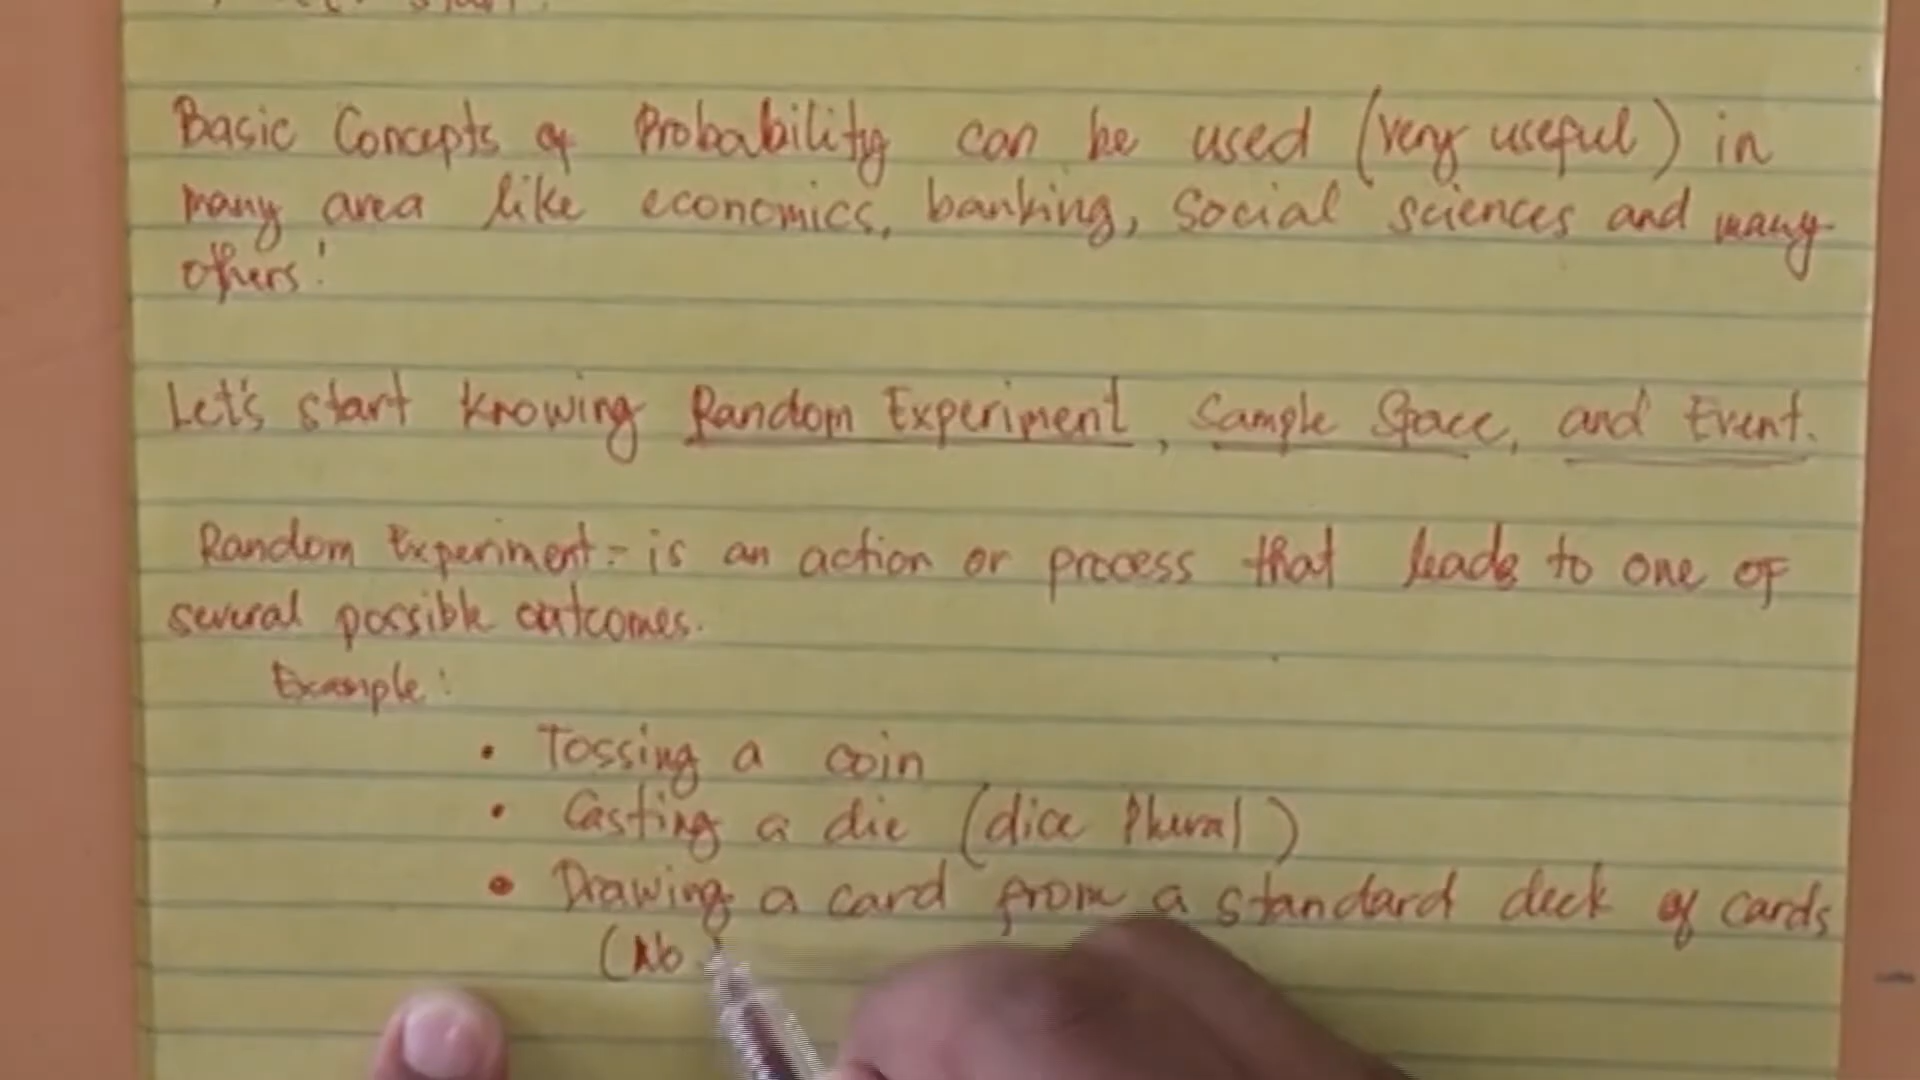 Basic Concepts of Probability can be used (very useful) in
many area like economics, banking, social sciences and many
others!
Let's start knowing Random Experiment, Sample Space, and Event.
Random Experiment:- is an action or process that leads to one of
several possible outcomes.
Example:
• Tossing a coin
• Casting a die (dice Plural)
• Drawing a card from a standard deck of cards
(No